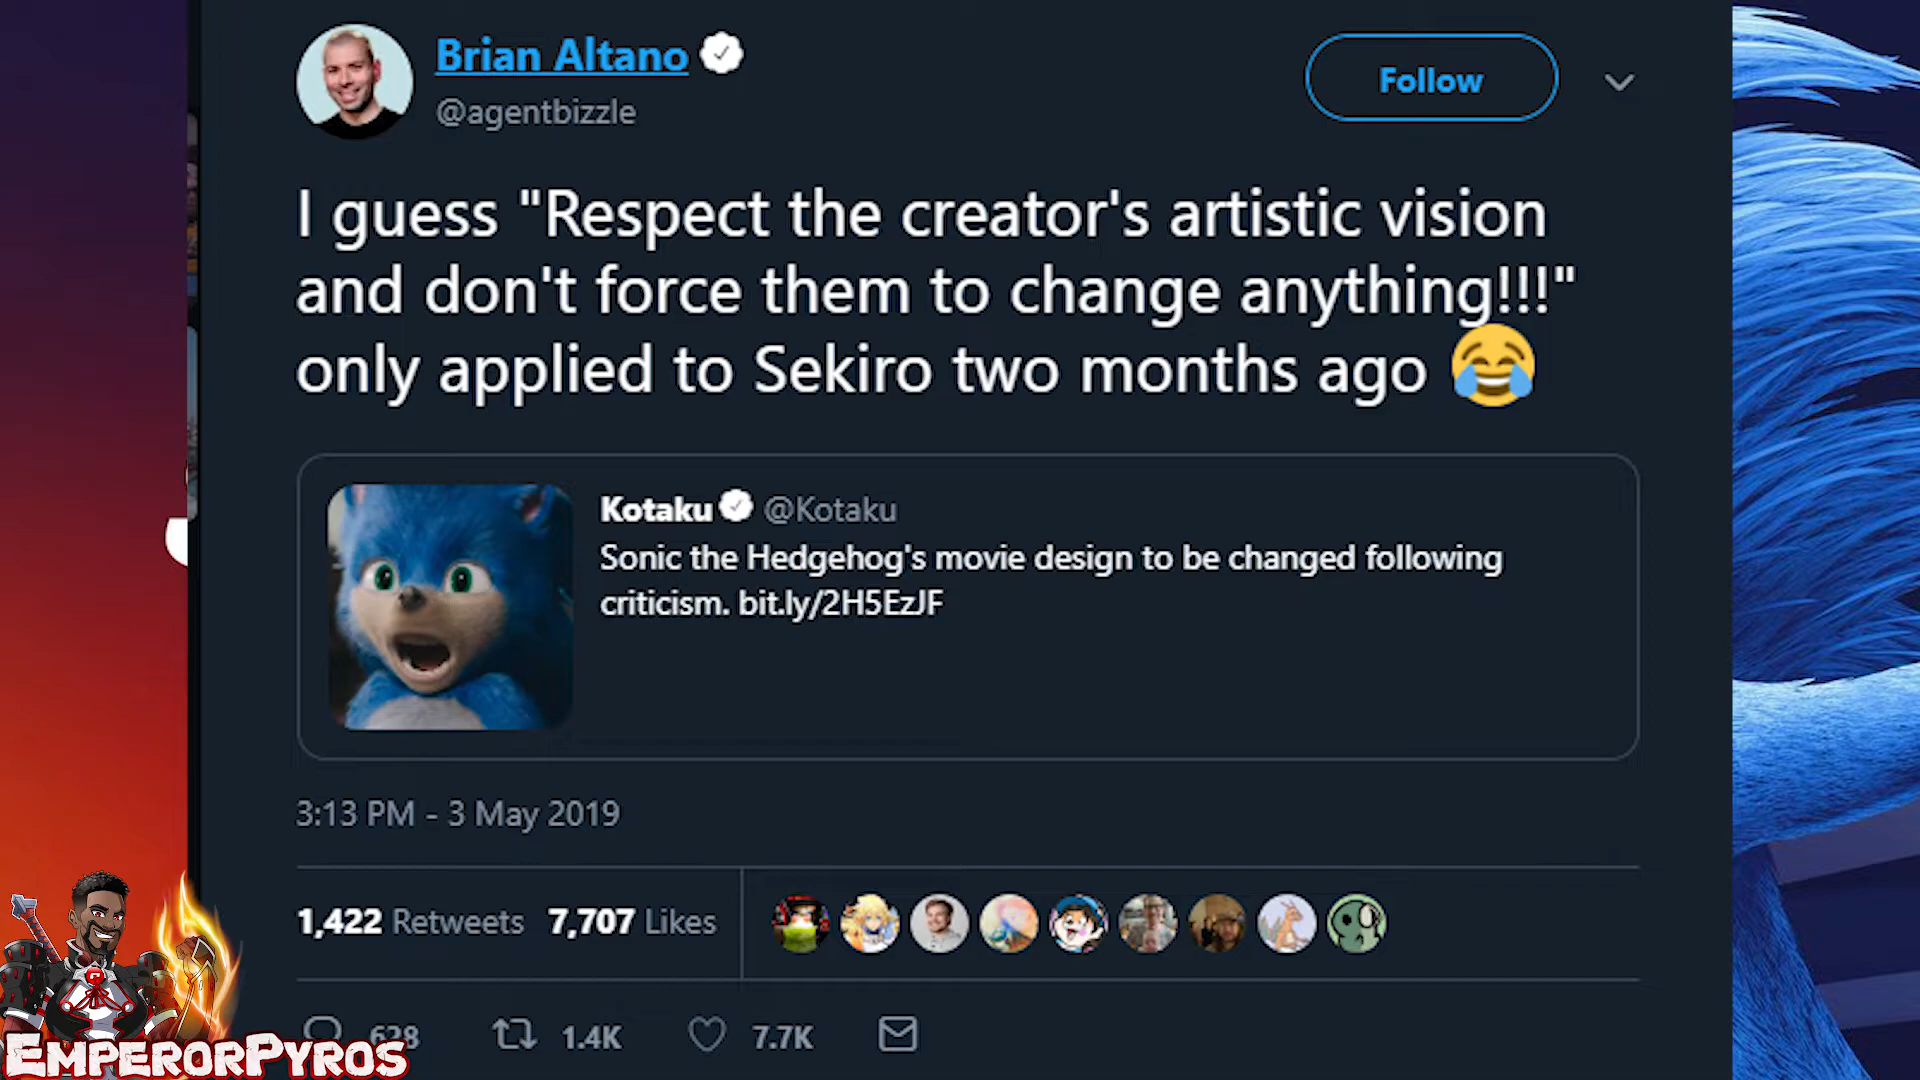 Brian Altano
@agentbizzle
Follow
I guess "Respect the creator's artistic vision
and don't force them to change anything!!!"
only applied to Sekiro two months ago 😂
Kotaku @Kotaku
Sonic the Hedgehog's movie design to be changed following
criticism. bit.ly/2H5EzJF
3:13 PM - 3 May 2019
1,422 Retweets 7,707 Likes
628 1.4K 7.7K
EMPERORPYROS